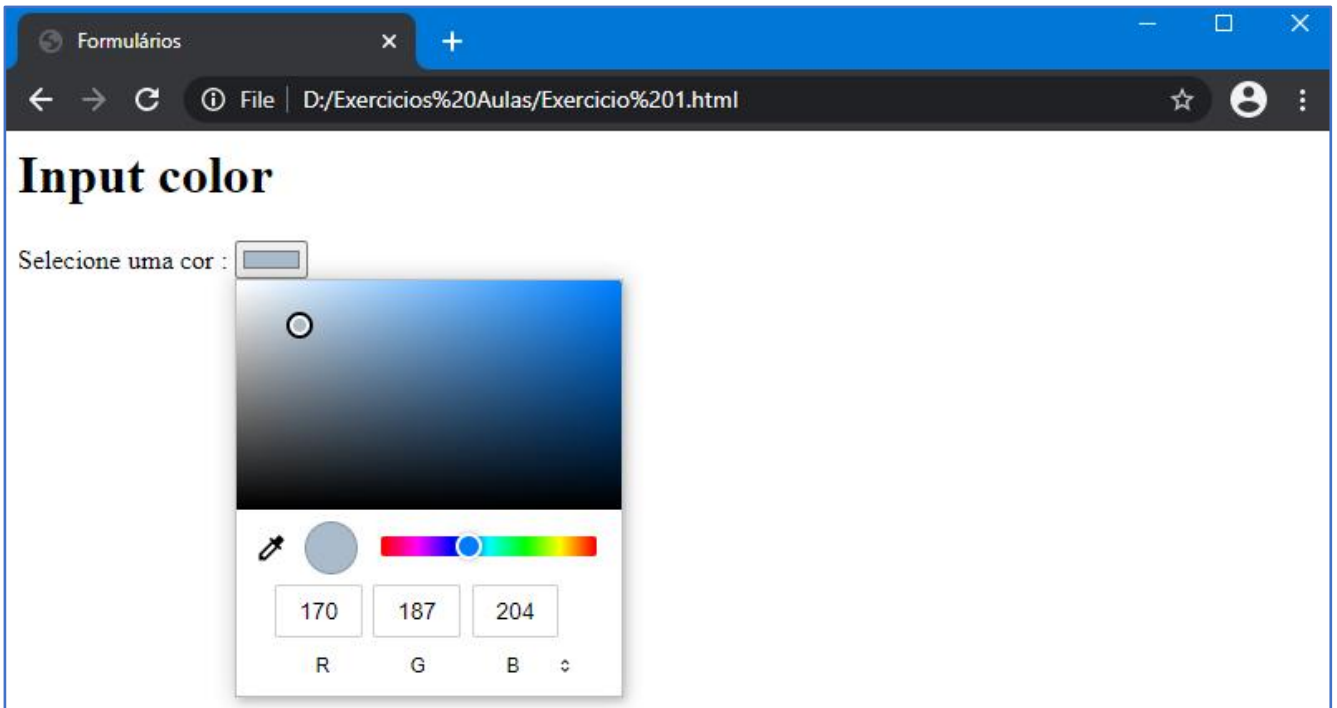 Formulários
File D:/Exercicios%20Aulas/Exercicio%201.html
Input color
Selecione uma cor :
170 187 204
R G B